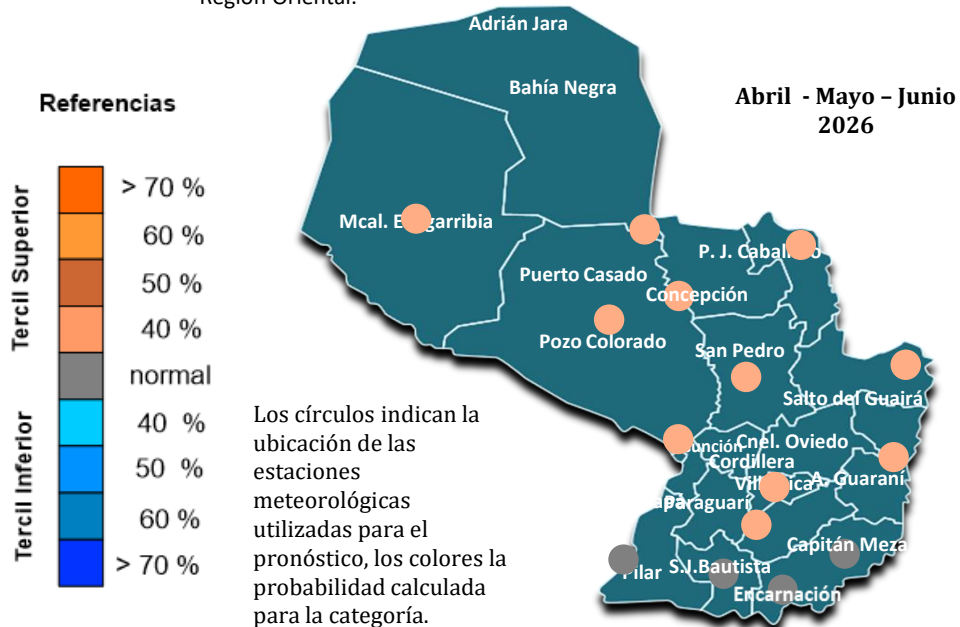 Región Oriental.
Referencias
Tercil Superior
> 70 %
60 %
50 %
40 %
normal
Tercil Inferior
40 %
50 %
60 %
> 70 %
Los círculos indican la
ubicación de las
estaciones
meteorológicas
utilizadas para el
pronóstico, los colores la
probabilidad calculada
para la categoría.
Abril - Mayo – Junio
2026
Adrián Jara
Bahía Negra
Mcal.
Puerto Casado
P. J.
Concepción
Pozo Colorado
San Pedro
Salto del Guairá
Cnel. Oviedo
Cordillera
A. Guaraní
Paraguarí
Capitán Meza
Pilar
S.J.Bautista
Encarnación